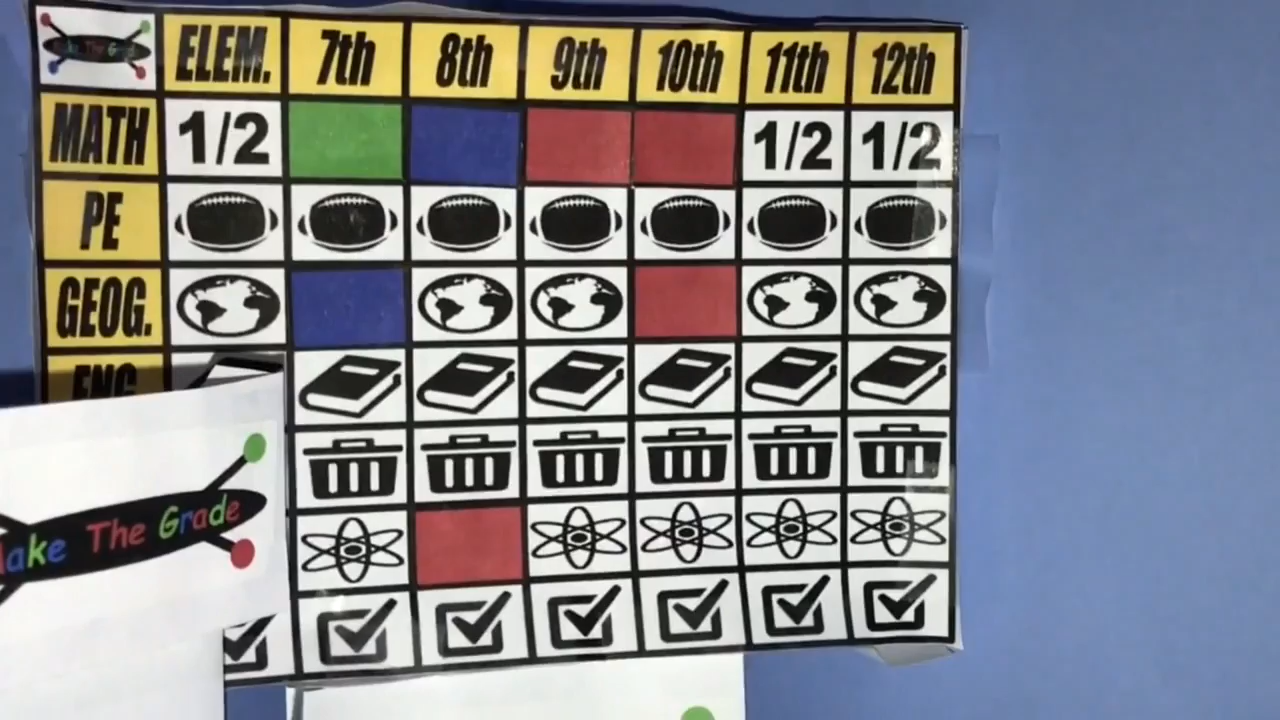 ELEM. 7th 8th 9th 10th 11th 12th
MATH 1/2 1/2 1/2
PE
GEOG.
ENG
Make The Grade